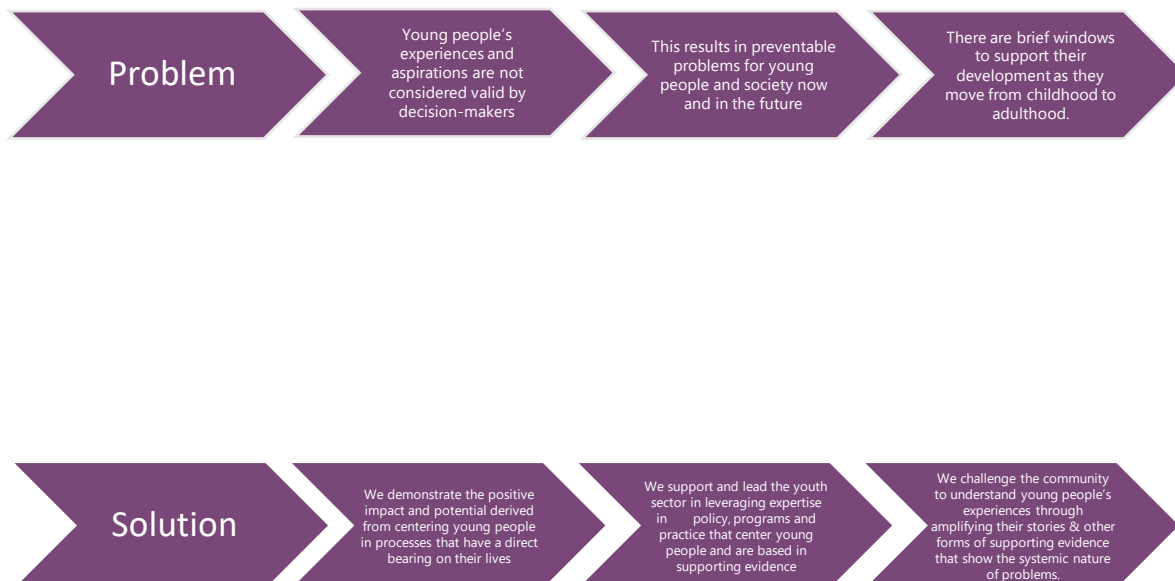 Problem
Young people’s
experiences and
aspirations are not
considered valid by
decision-makers
This results in preventable
problems for young
people and society now
and in the future
There are brief windows
to support their
development as they
move from childhood to
adulthood.
Solution
We demonstrate the positive
impact and potential derived
from centering young people
in processes that have a direct
bearing on their lives
We support and lead the youth
sector in leveraging expertise
in policy, programs and
practice that center young
people and are based in
supporting evidence
We challenge the community
to understand young people’s
experiences through
amplifying their stories & other
forms of supporting evidence
that show the systemic nature
of problems.